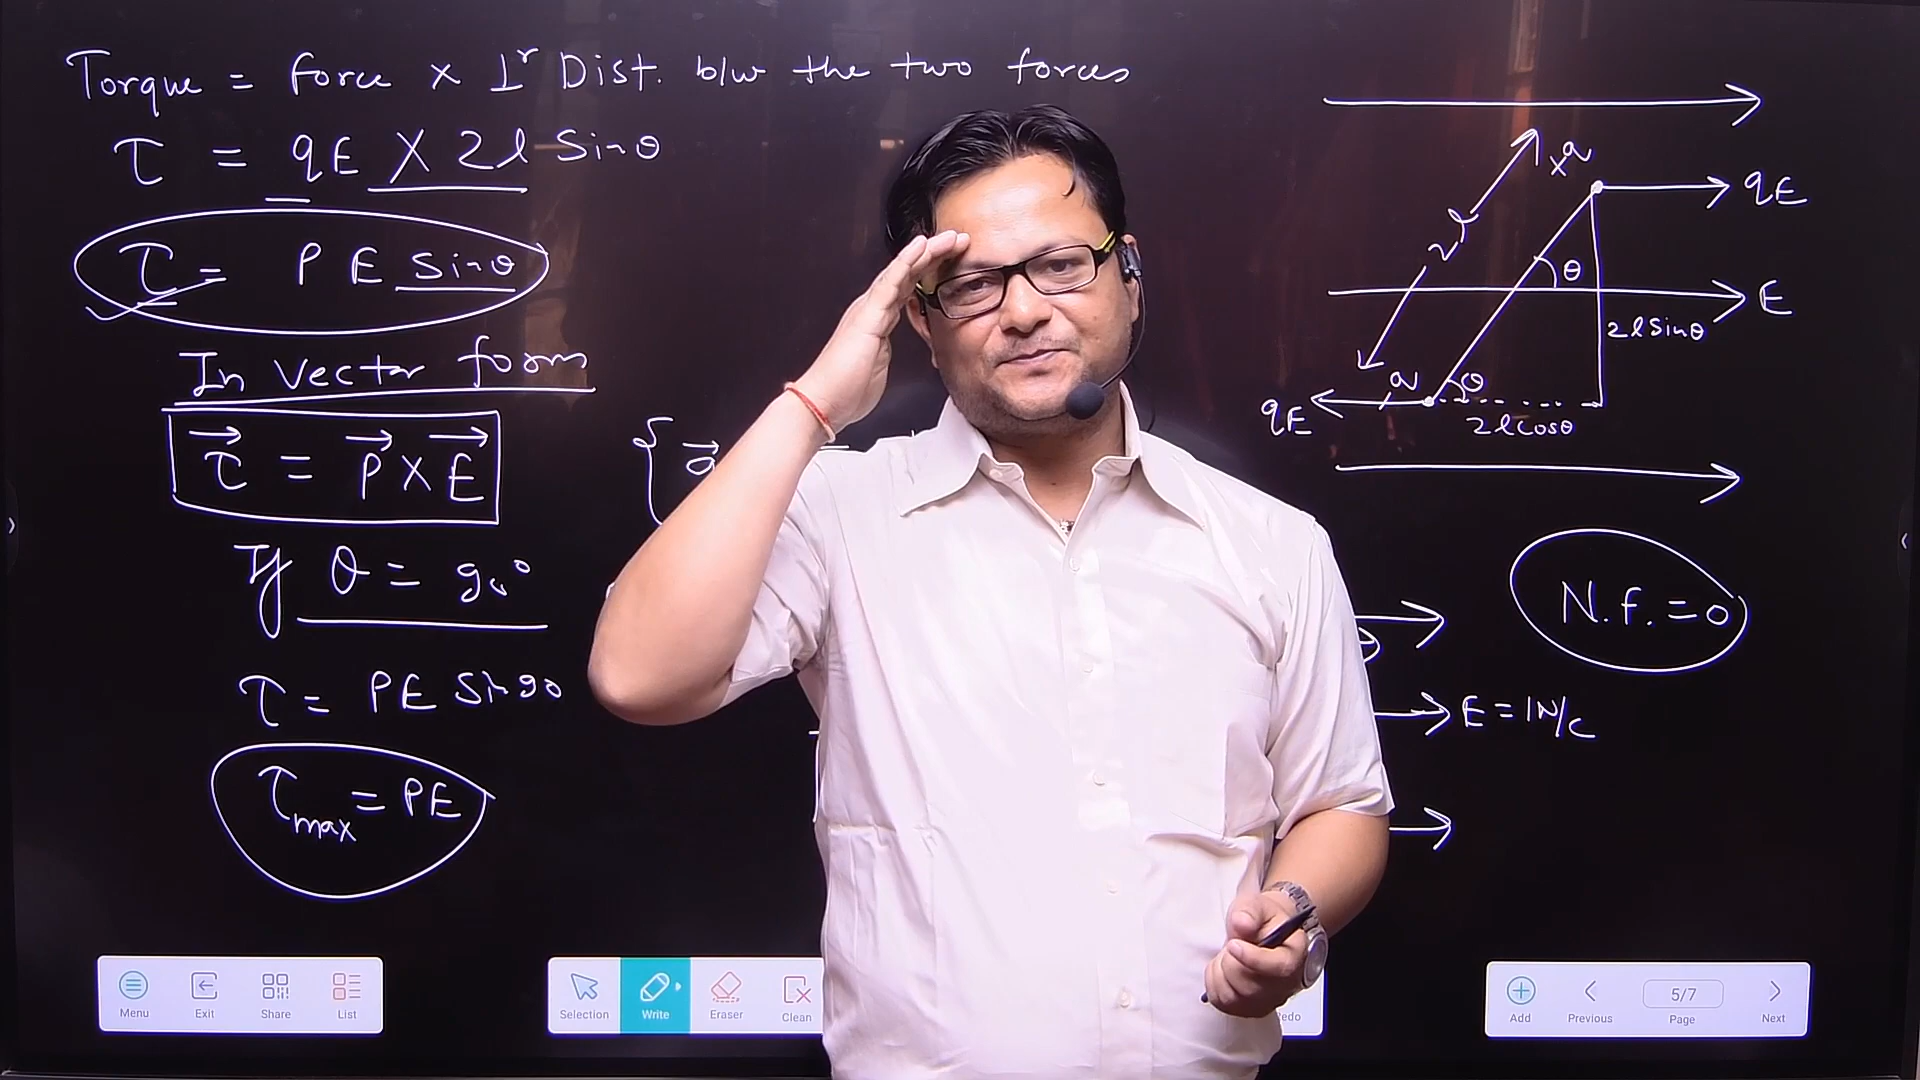 Torque = force × ⊥r Dist. b/w the two forces
τ = qE × 2l Sinθ
τ = P E Sinθ
In vector form
τ⃗ = P⃗ × E⃗
If θ = 90°
τ = PE Sin 90
τmax = PE
qE
θ
E
2l Sinθ
θ
qE
2l Cosθ
N.f. = 0
E = 1N/C
Menu Exit Share List
Selection Write Eraser Clean
Add Previous 5/7 Page Next